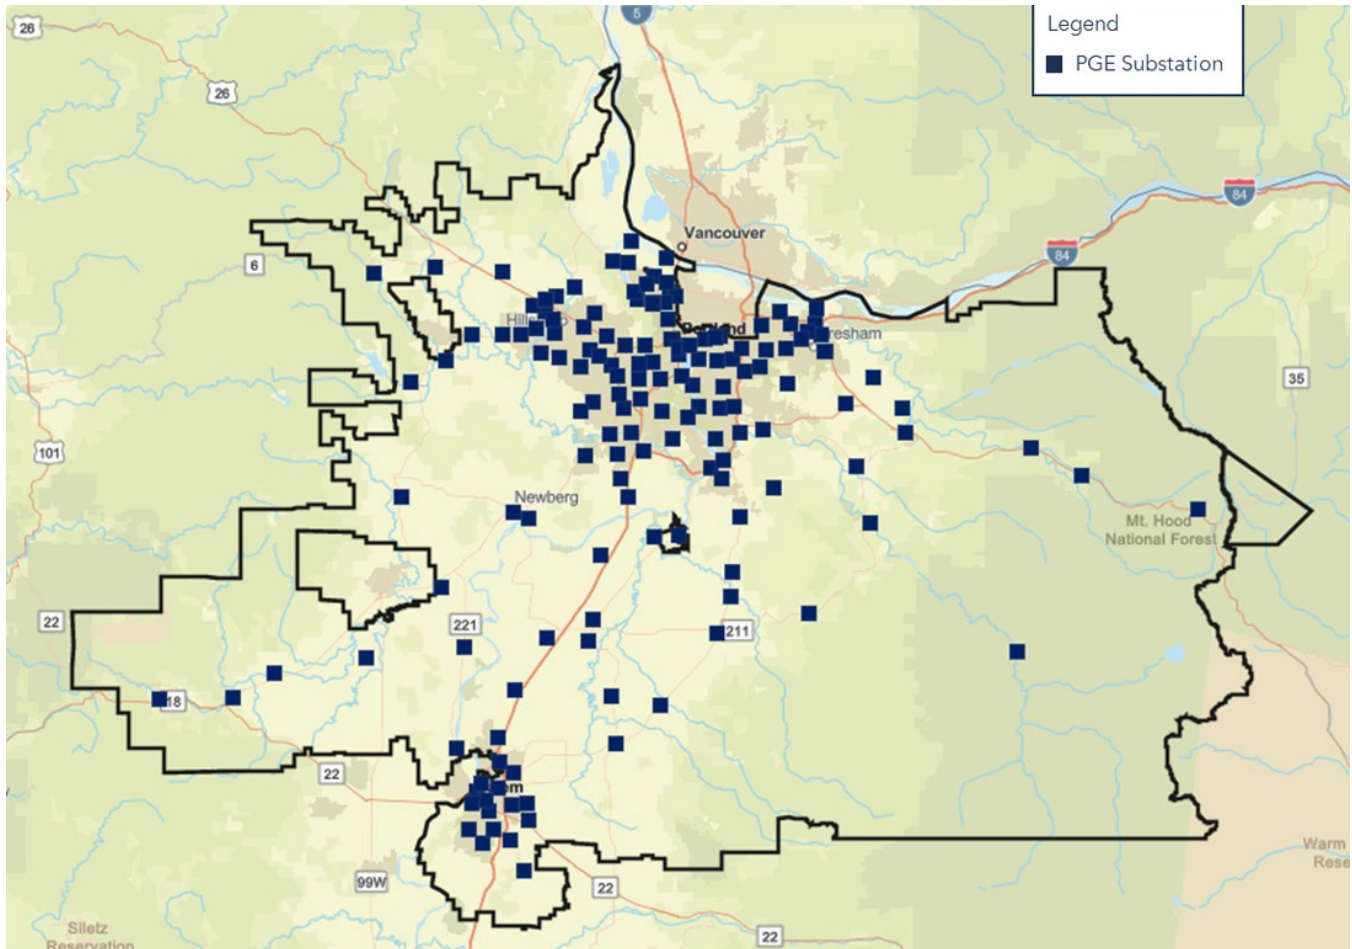 5
Legend
PGE Substation
26
26
84
Vancouver
84
6
Portland
Gresham
35
101
Newberg
Mt. Hood
National Forest
22
221
211
18
22
99W
22
Warm
Rese
Siletz
Reservation
22